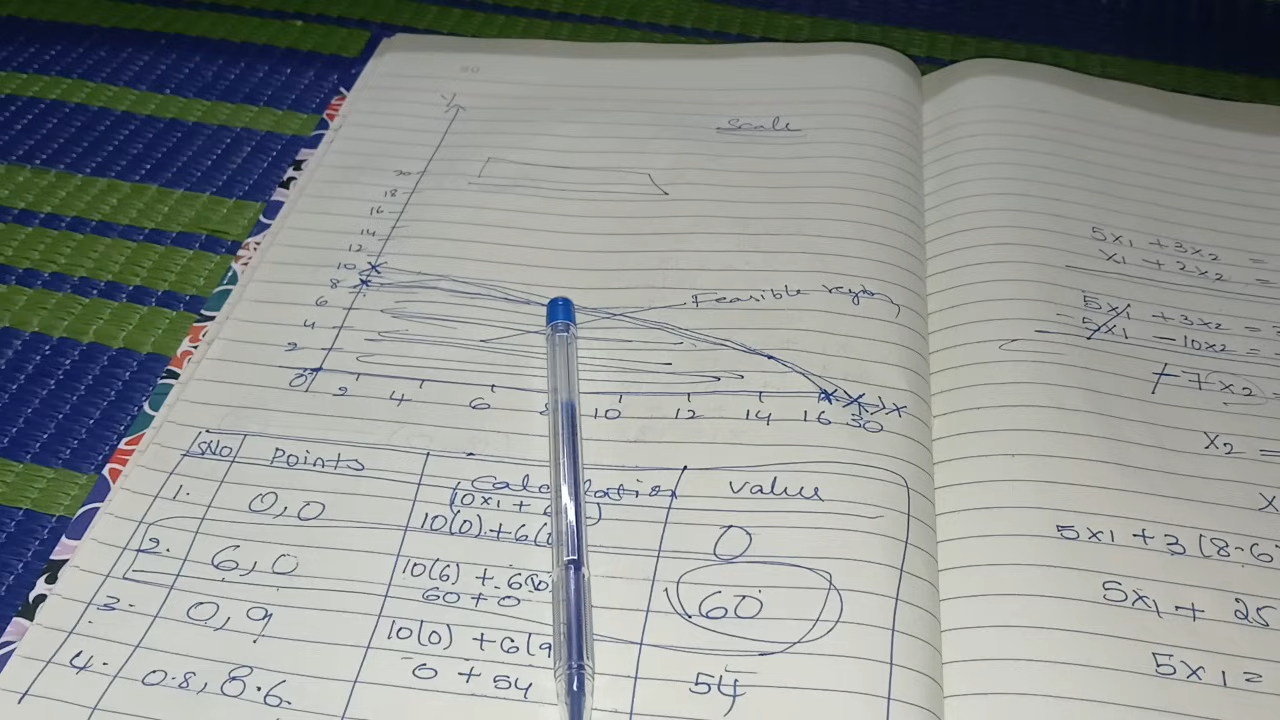 Y
Scale
20
18
16
14
12
10
8
6
4
2
Feasible
0 2 4 6 8 10 12 14 16 30 X
S.No Points Calculation value
(10x1 +
1. 0,0 10(0) + 6( 0
2. 6,0 10(6) + 6(0) 60
60 + 0
3. 0,9 10(0) + 6(9 54
0 + 54
4. 0.8, 8.6
5x1 + 3x2 =
x1 + 2x2 =
5x1 + 3x2 =
-5x1 - 10x2 =
-7x2
x2 =
x
5x1 + 3(8.6
5x1 + 25
5x1 =